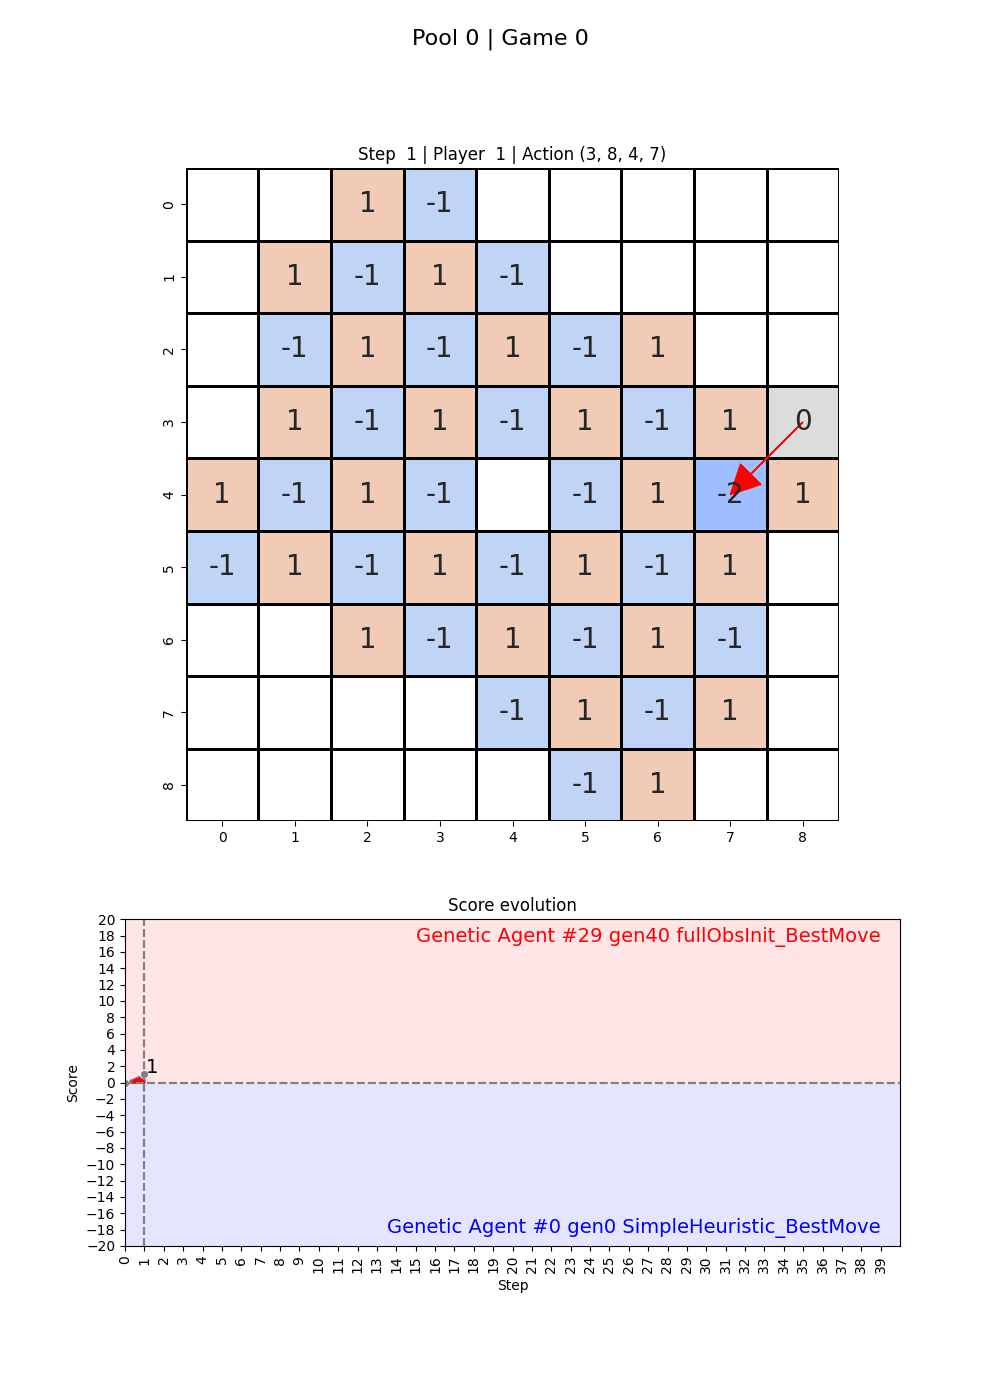 Pool 0 | Game 0
Step  1 | Player  1 | Action (3, 8, 4, 7)
0 1 -1
1 1 -1 1 -1
2 -1 1 -1 1 -1 1
3 1 -1 1 -1 1 -1 1 0
4 1 -1 1 -1 -1 1 -2 1
5 -1 1 -1 1 -1 1 -1 1
6 1 -1 1 -1 1 -1
7 -1 1 -1 1
8 -1 1
0 1 2 3 4 5 6 7 8
Score evolution
20
18
16
14
12
10
8
6
4
2
0
−2
−4
−6
−8
−10
−12
−14
−16
−18
−20
Score
Genetic Agent #29 gen40 fullObsInit_BestMove
1
Genetic Agent #0 gen0 SimpleHeuristic_BestMove
0 1 2 3 4 5 6 7 8 9 10 11 12 13 14 15 16 17 18 19 20 21 22 23 24 25 26 27 28 29 30 31 32 33 34 35 36 37 38 39
Step